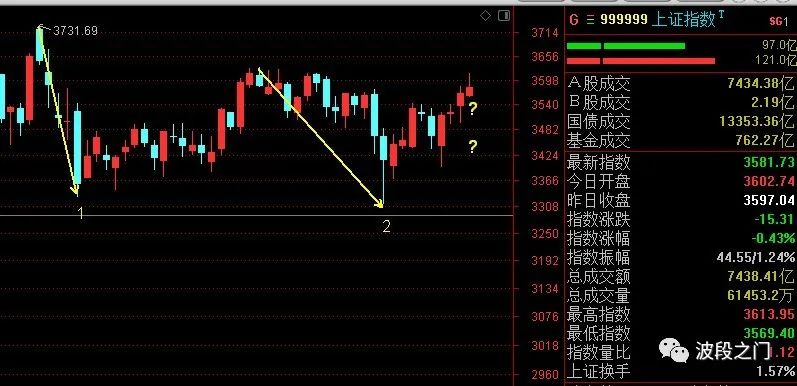 3731.69
1
2
?
?
3714
3656
3598
3540
3482
3424
3366
3308
3250
3192
3134
3076
3018
2960
G 999999 上证指数T SG1
97.0亿
121.0亿
A股成交 7434.38亿
B股成交 2.19亿
国债成交 13353.36亿
基金成交 762.27亿
最新指数 3581.73
今日开盘 3602.74
昨日收盘 3597.04
指数涨跌 -15.31
指数涨幅 -0.43%
指数振幅 44.55/1.24%
总成交额 7438.41亿
总成交量 61453.2万
最高指数 3613.95
最低指数 3569.40
指数量比 1.12
上证换手 1.57%
波段之门